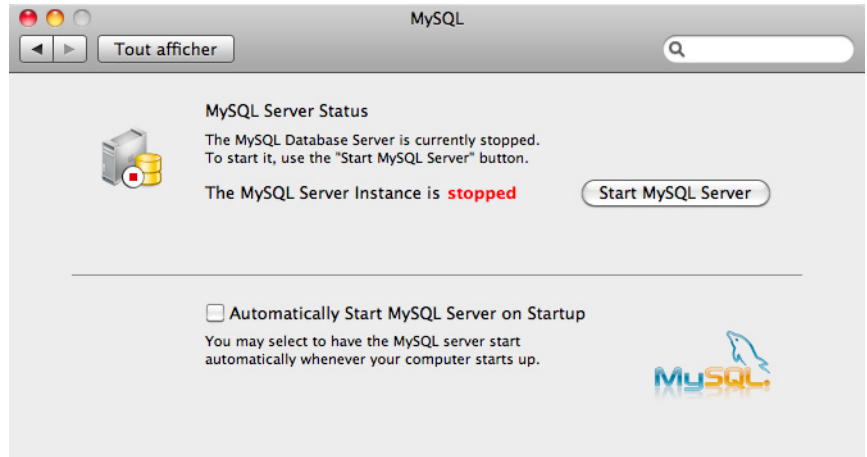 MySQL
Tout afficher
MySQL Server Status
The MySQL Database Server is currently stopped.
To start it, use the "Start MySQL Server" button.
The MySQL Server Instance is stopped
Start MySQL Server
Automatically Start MySQL Server on Startup
You may select to have the MySQL server start
automatically whenever your computer starts up.
MySQL.